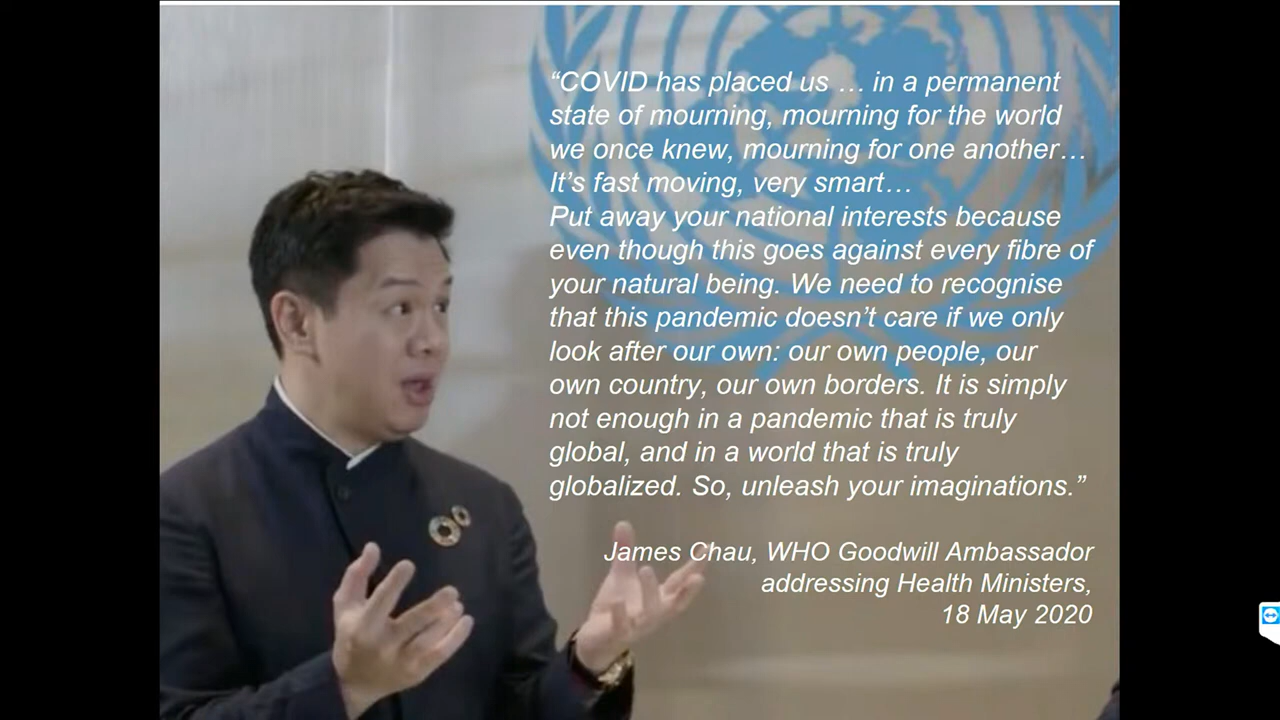 “COVID has placed us … in a permanent
state of mourning, mourning for the world
we once knew, mourning for one another…
It’s fast moving, very smart…
Put away your national interests because
even though this goes against every fibre of
your natural being. We need to recognise
that this pandemic doesn’t care if we only
look after our own: our own people, our
own country, our own borders. It is simply
not enough in a pandemic that is truly
global, and in a world that is truly
globalized. So, unleash your imaginations.”
James Chau, WHO Goodwill Ambassador
addressing Health Ministers,
18 May 2020